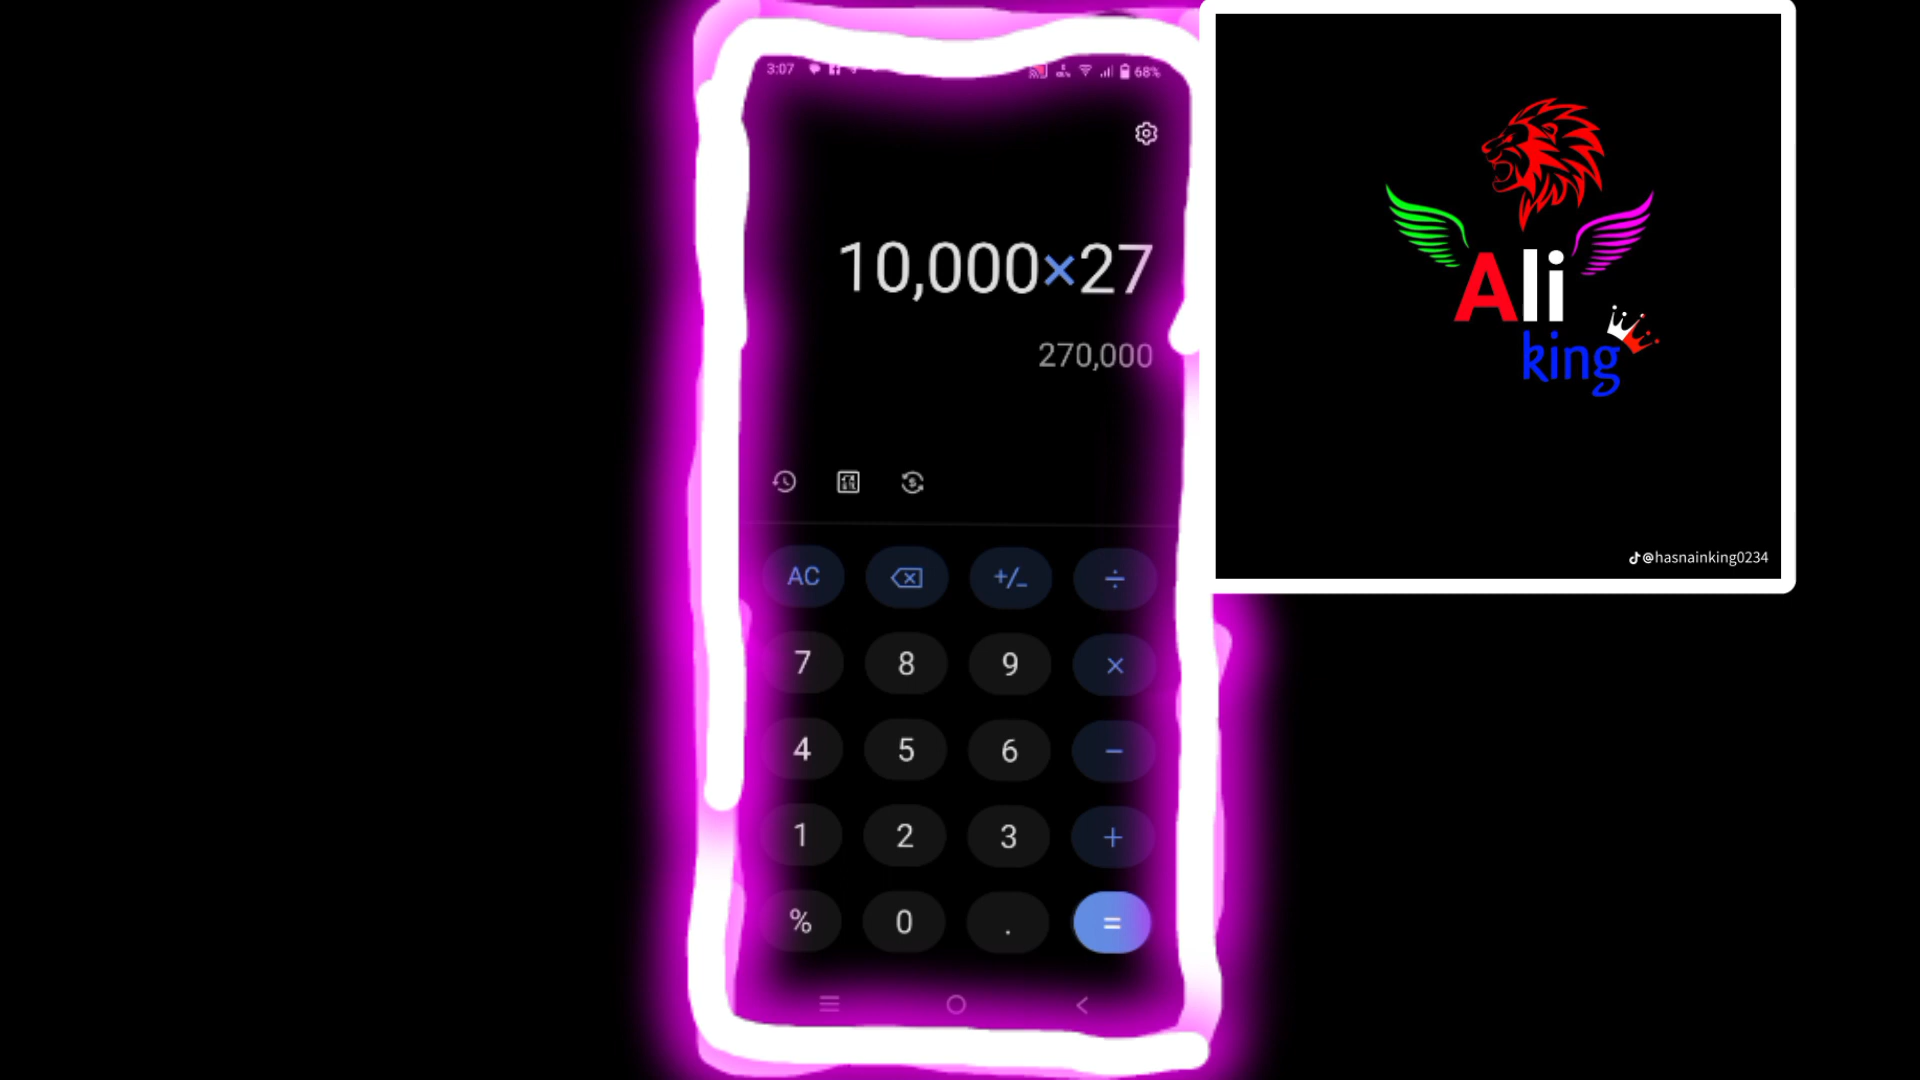 3:07
68%
10,000×27
270,000
AC +/_ ÷
7 8 9 ×
4 5 6 −
1 2 3 +
% 0 . =
Ali
king
@hasnainking0234